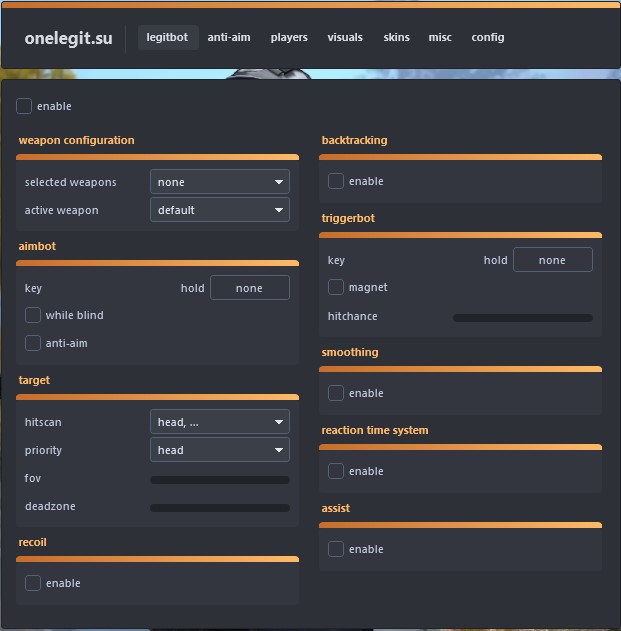 onelegit.su legitbot anti-aim players visuals skins misc config
enable
weapon configuration
selected weapons none
active weapon default
aimbot
key hold none
while blind
anti-aim
target
hitscan head, ...
priority head
fov
deadzone
recoil
enable
backtracking
enable
triggerbot
key hold none
magnet
hitchance
smoothing
enable
reaction time system
enable
assist
enable